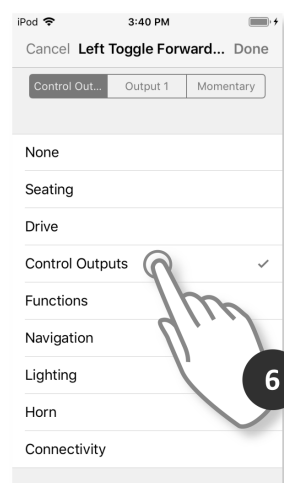 iPod 3:40 PM
Cancel Left Toggle Forward... Done
Control Out... Output 1 Momentary
None
Seating
Drive
Control Outputs
Functions
Navigation
Lighting
6
Horn
Connectivity